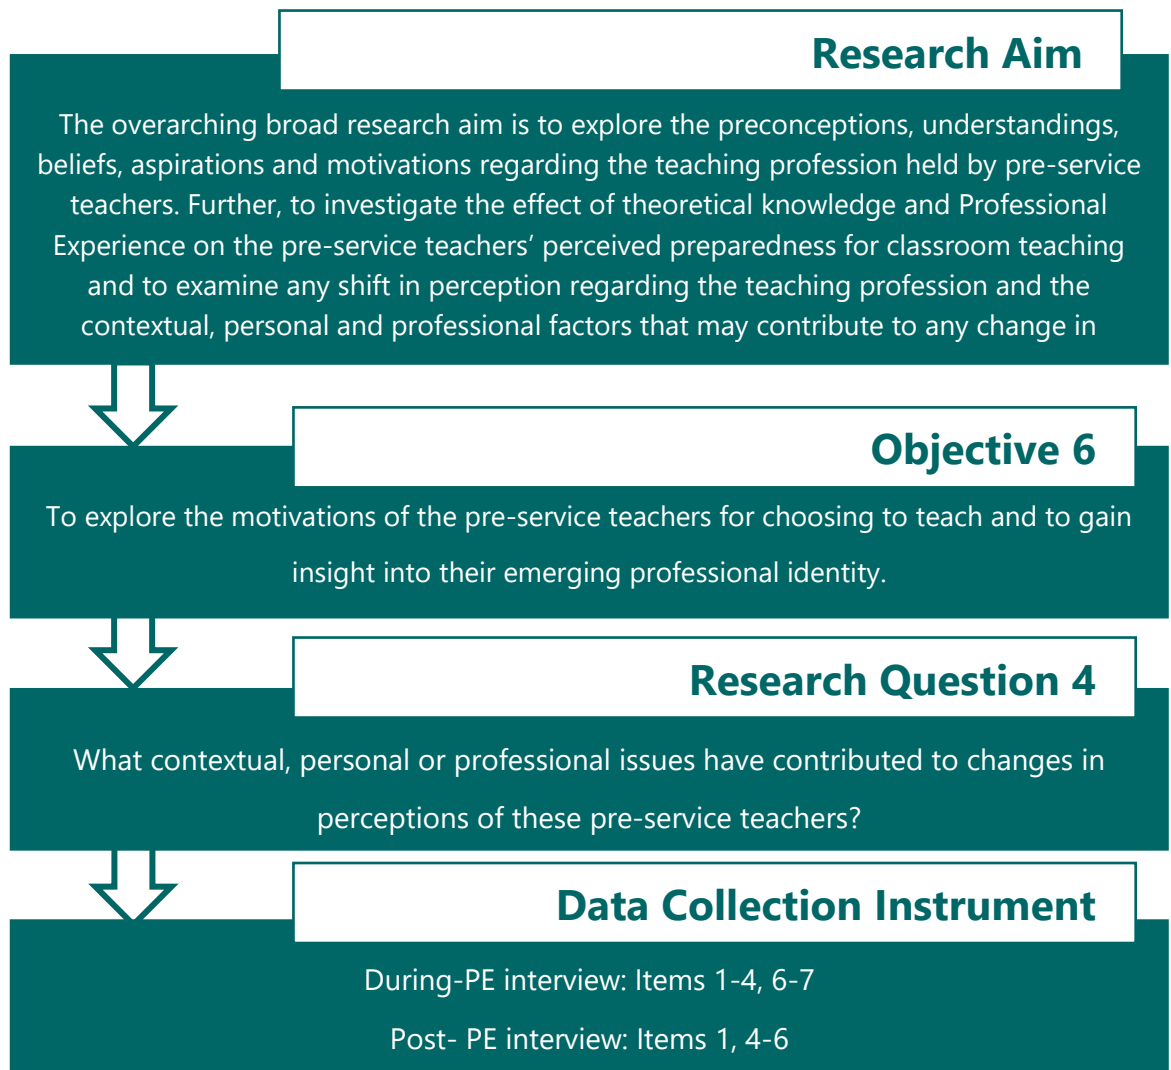 Research Aim
The overarching broad research aim is to explore the preconceptions, understandings,
beliefs, aspirations and motivations regarding the teaching profession held by pre-service
teachers. Further, to investigate the effect of theoretical knowledge and Professional
Experience on the pre-service teachers’ perceived preparedness for classroom teaching
and to examine any shift in perception regarding the teaching profession and the
contextual, personal and professional factors that may contribute to any change in
Objective 6
To explore the motivations of the pre-service teachers for choosing to teach and to gain
insight into their emerging professional identity.
Research Question 4
What contextual, personal or professional issues have contributed to changes in
perceptions of these pre-service teachers?
Data Collection Instrument
During-PE interview: Items 1-4, 6-7
Post- PE interview: Items 1, 4-6